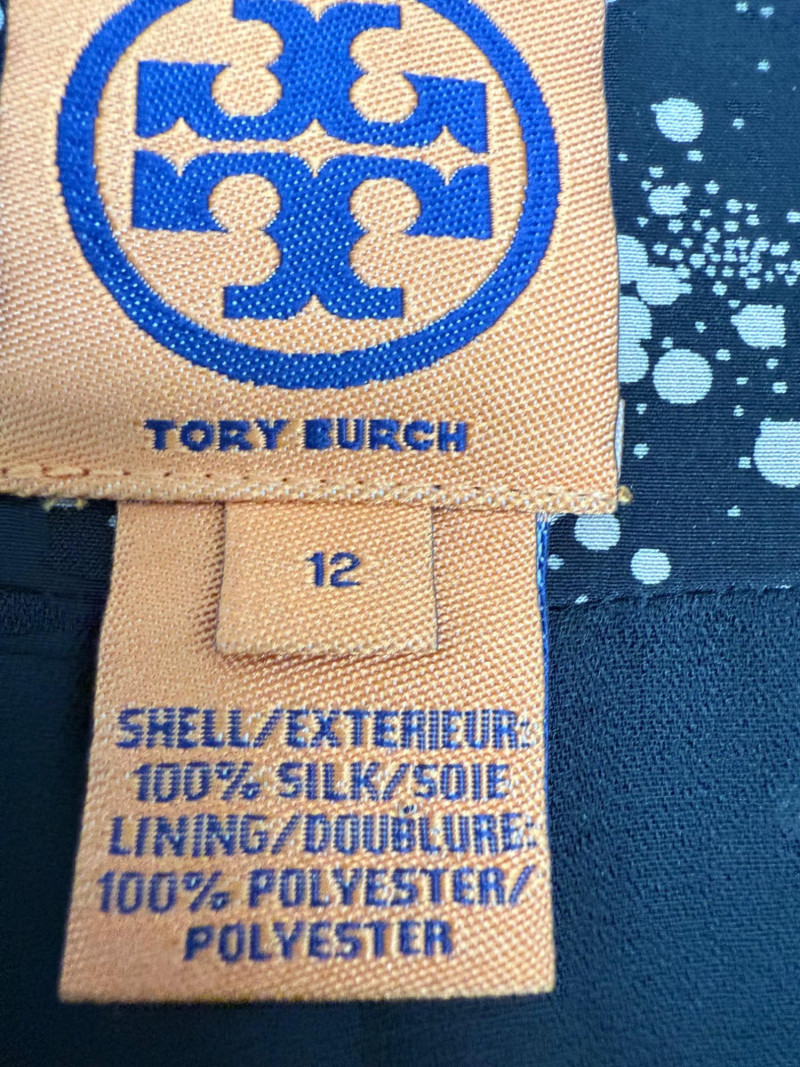 TORY BURCH
12
SHELL/EXTERIEUR:
100% SILK/SOIE
LINING/DOUBLURE:
100% POLYESTER/
POLYESTER